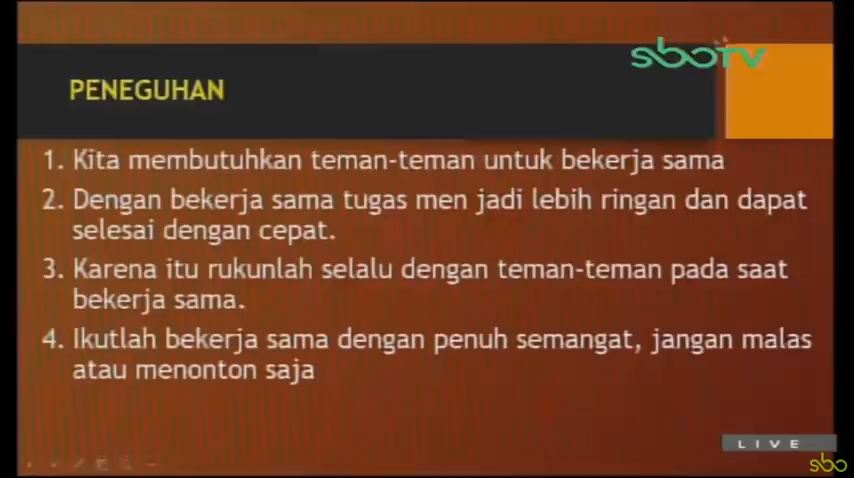 sboTV
PENEGUHAN
1. Kita membutuhkan teman-teman untuk bekerja sama
2. Dengan bekerja sama tugas men jadi lebih ringan dan dapat
selesai dengan cepat.
3. Karena itu rukunlah selalu dengan teman-teman pada saat
bekerja sama.
4. Ikutlah bekerja sama dengan penuh semangat, jangan malas
atau menonton saja
LIVE
sbo